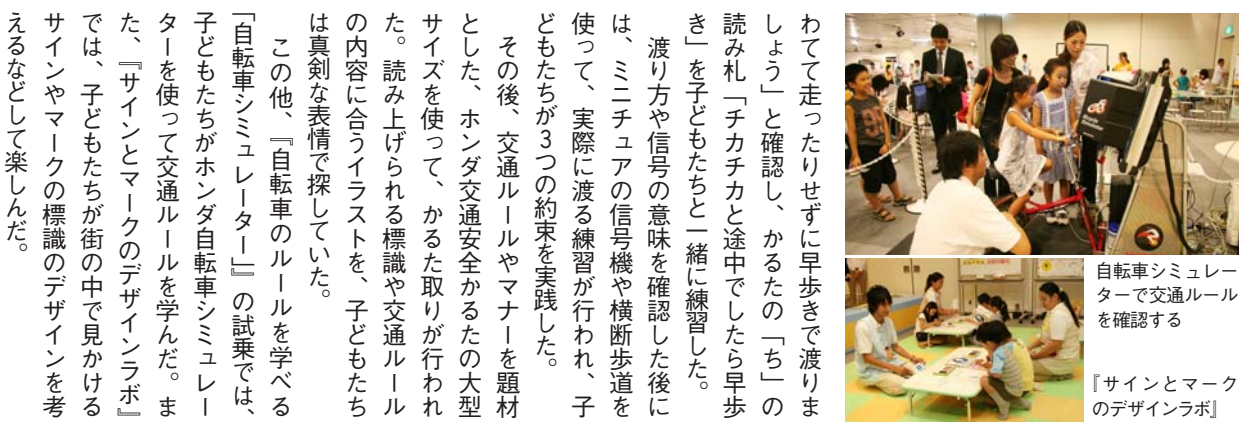 わてて走ったりせずに早歩きで渡りま
しょう」と確認し、かるたの「ち」の
読み札「チカチカと途中でしたら早歩
き」を子どもたちと一緒に練習した。
渡り方や信号の意味を確認した後に
は、ミニチュアの信号機や横断歩道を
使って、実際に渡る練習が行われ、子
どもたちが3つの約束を実践した。
その後、交通ルールやマナーを題材
とした、ホンダ交通安全かるたの大型
サイズを使って、かるた取りが行われ
た。読み上げられる標識や交通ルール
の内容に合うイラストを、子どもたち
は真剣な表情で探していた。
この他、『自転車のルールを学べる
「自転車シミュレーター」』の試乗では、
子どもたちがホンダ自転車シミュレー
ターを使って交通ルールを学んだ。ま
た、『サインとマークのデザインラボ』
では、子どもたちが街の中で見かける
サインやマークの標識のデザインを考
えるなどして楽しんだ。
自転車シミュレー
ターで交通ルール
を確認する
『サインとマーク
のデザインラボ』